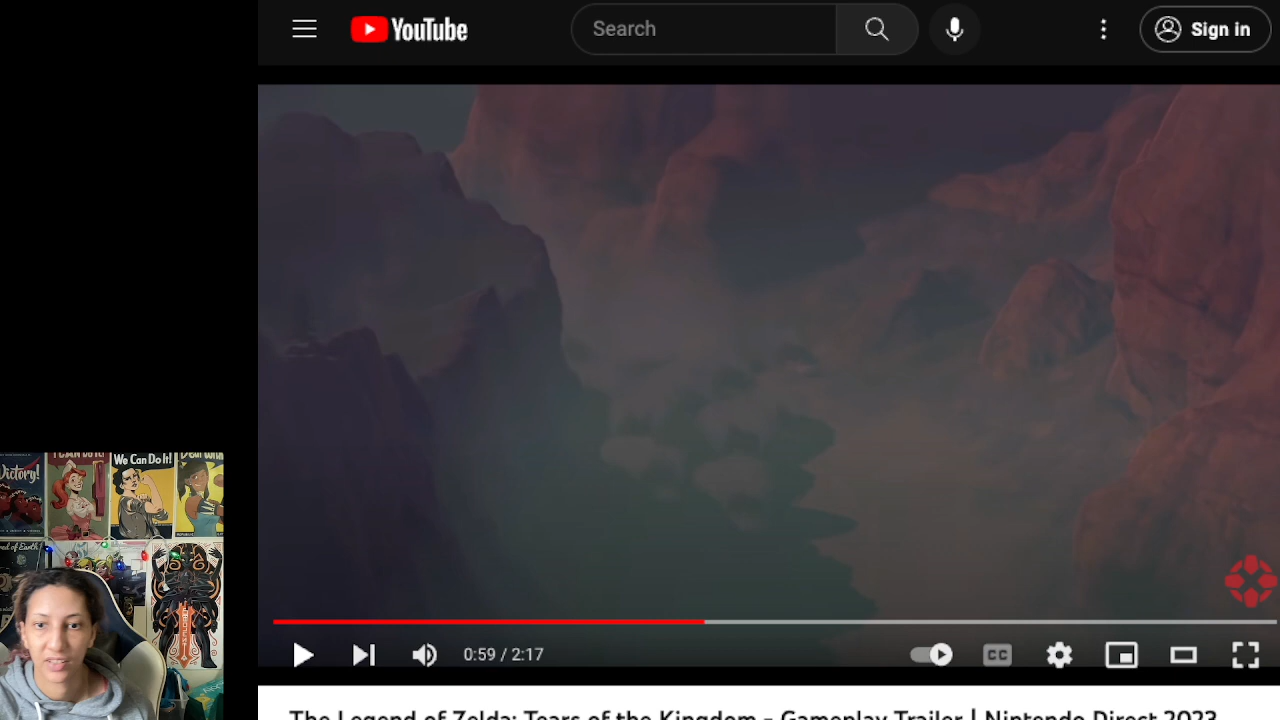 YouTube
Search
Sign in
Victory!
We Can Do It!
0:59 / 2:17
CC
The Legend of Zelda: Tears of the Kingdom - Gameplay Trailer | Nintendo Direct 2023